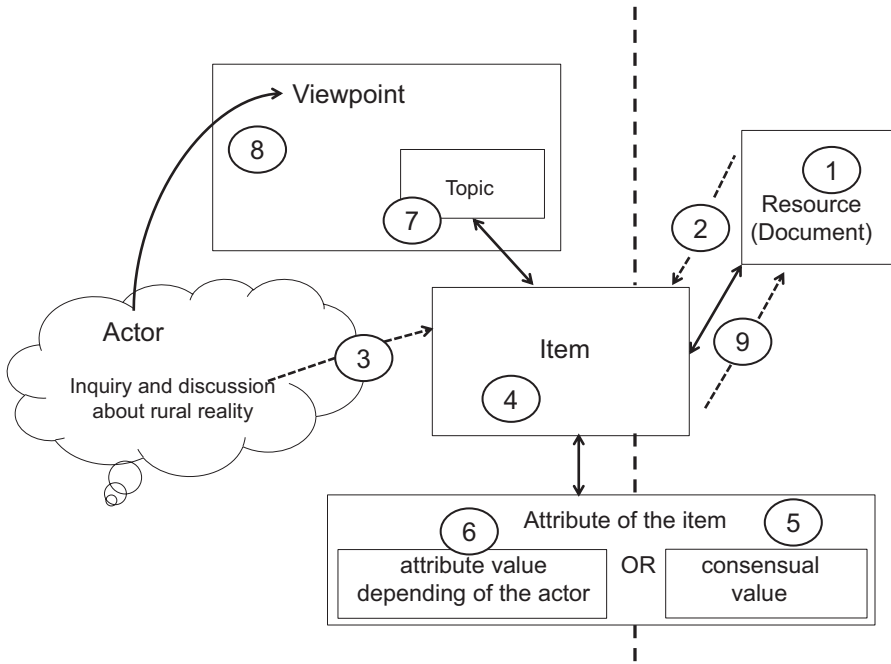 Viewpoint
8
1
Topic
Resource
(Document)
7
2
Actor
3
9
Item
Inquiry and discussion
about rural reality
4
6
Attribute of the item
5
attribute value
depending of the actor
OR
consensual
value